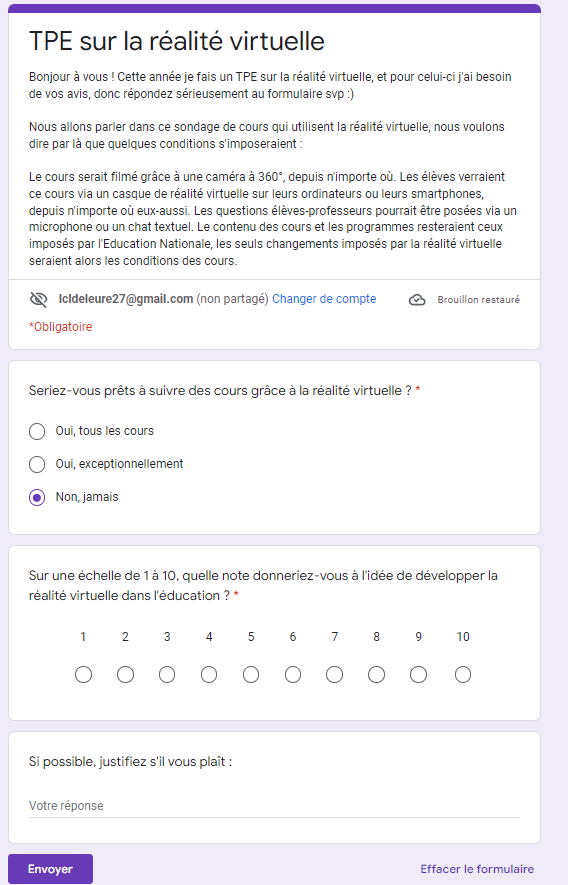 TPE sur la réalité virtuelle
Bonjour à vous ! Cette année je fais un TPE sur la réalité virtuelle, et pour celui-ci j'ai besoin
de vos avis, donc répondez sérieusement au formulaire svp :)
Nous allons parler dans ce sondage de cours qui utilisent la réalité virtuelle, nous voulons
dire par là que quelques conditions s'imposeraient :
Le cours serait filmé grâce à une caméra à 360°, depuis n'importe où. Les élèves verraient
ce cours via un casque de réalité virtuelle sur leurs ordinateurs ou leurs smartphones,
depuis n'importe où eux-aussi. Les questions élèves-professeurs pourrait être posées via un
microphone ou un chat textuel. Le contenu des cours et les programmes resteraient ceux
imposés par l'Education Nationale, les seuls changements imposés par la réalité virtuelle
seraient alors les conditions des cours.
lcldeleure27@gmail.com (non partagé) Changer de compte Brouillon restauré
*Obligatoire
Seriez-vous prêts à suivre des cours grâce à la réalité virtuelle ? *
Oui, tous les cours
Oui, exceptionnellement
Non, jamais
Sur une échelle de 1 à 10, quelle note donneriez-vous à l'idée de développer la
réalité virtuelle dans l'éducation ? *
1 2 3 4 5 6 7 8 9 10
Si possible, justifiez s'il vous plaît :
Votre réponse
Envoyer Effacer le formulaire